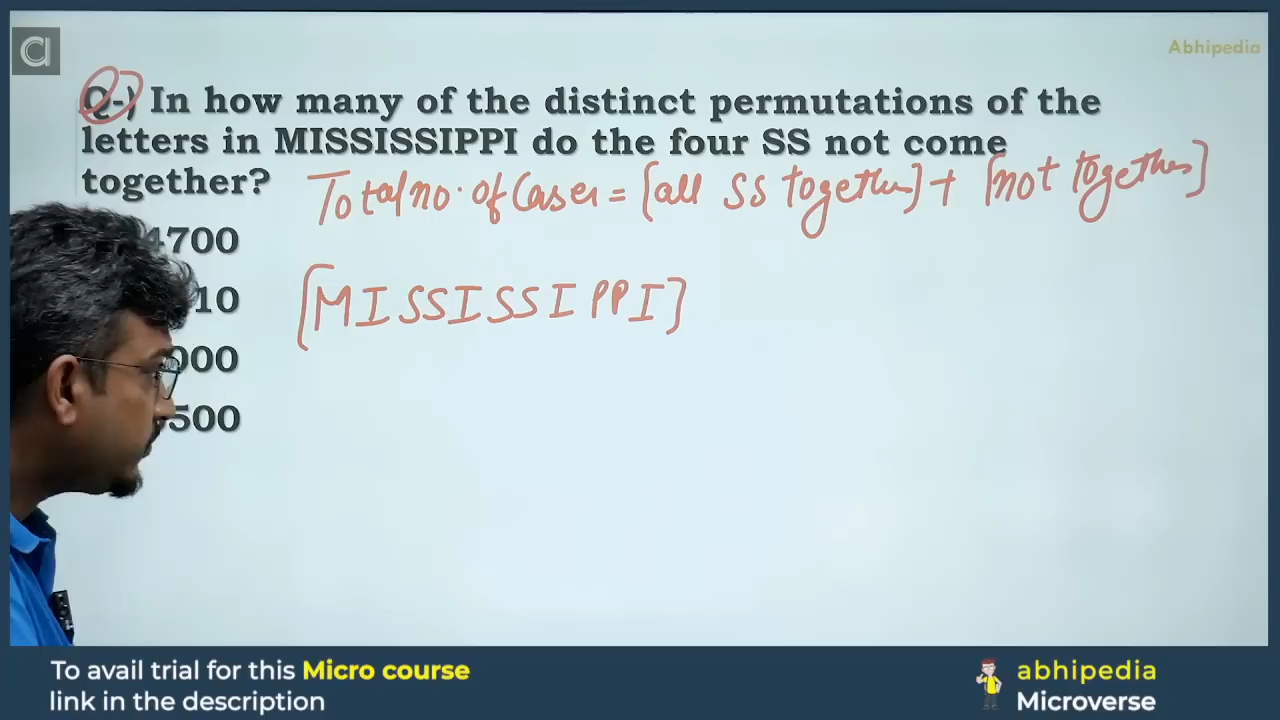 Abhipedia
Q-) In how many of the distinct permutations of the
letters in MISSISSIPPI do the four SS not come
together?
Total no. of Cases = [all SS together] + [not together]
4700
[MISSISSIPPI]
10
000
500
To avail trial for this Micro course
link in the description
abhipedia
Microverse